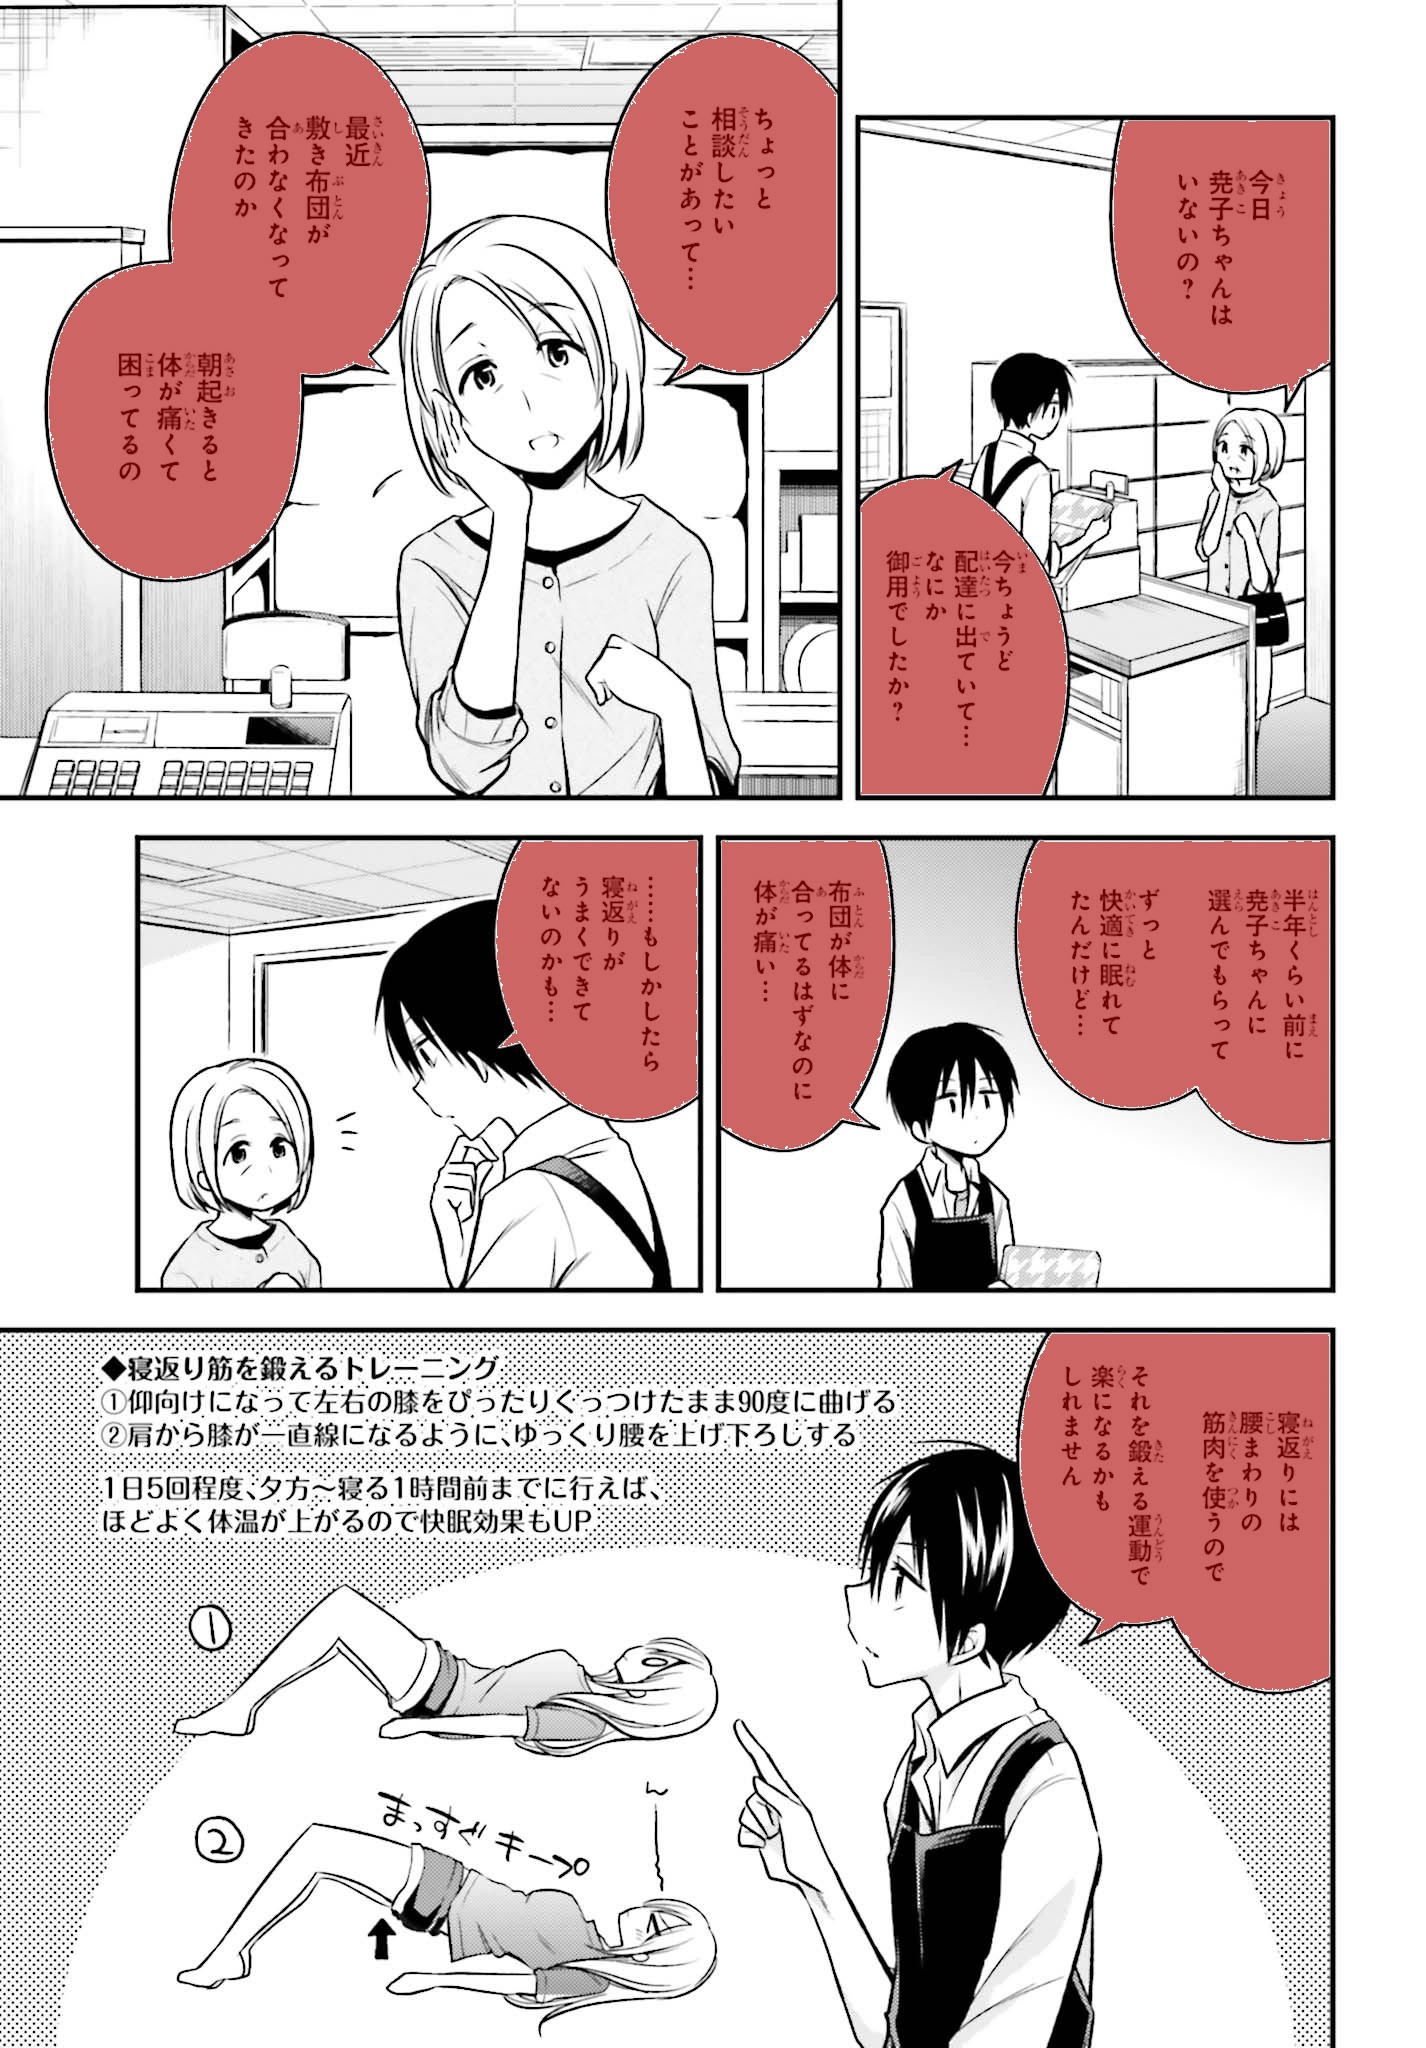 今日
尭子ちゃんは
いないの?
今ちょうど
配達に出ていて…
なにか
御用でしたか?
ちょっと
相談したい
ことがあって…
最近
敷き布団が
合わなくなって
きたのか
朝起きると
体が痛くて
困ってるの
半年くらい前に
尭子ちゃんに
選んでもらって
ずっと
快適に眠れて
たんだけど…
布団が体に
合ってるはずなのに
体が痛い…
……もしかしたら
寝返りが
うまくできて
ないのかも…
寝返りには
腰まわりの
筋肉を使うので
それを鍛える運動で
楽になるかも
しれません
◆寝返り筋を鍛えるトレーニング
①仰向けになって左右の膝をぴったりくっつけたまま90度に曲げる
②肩から膝が一直線になるように、ゆっくり腰を上げ下ろしする
1日5回程度、夕方〜寝る1時間前までに行えば、
ほどよく体温が上がるので快眠効果もUP
①
②
まっすぐ キープ
ん